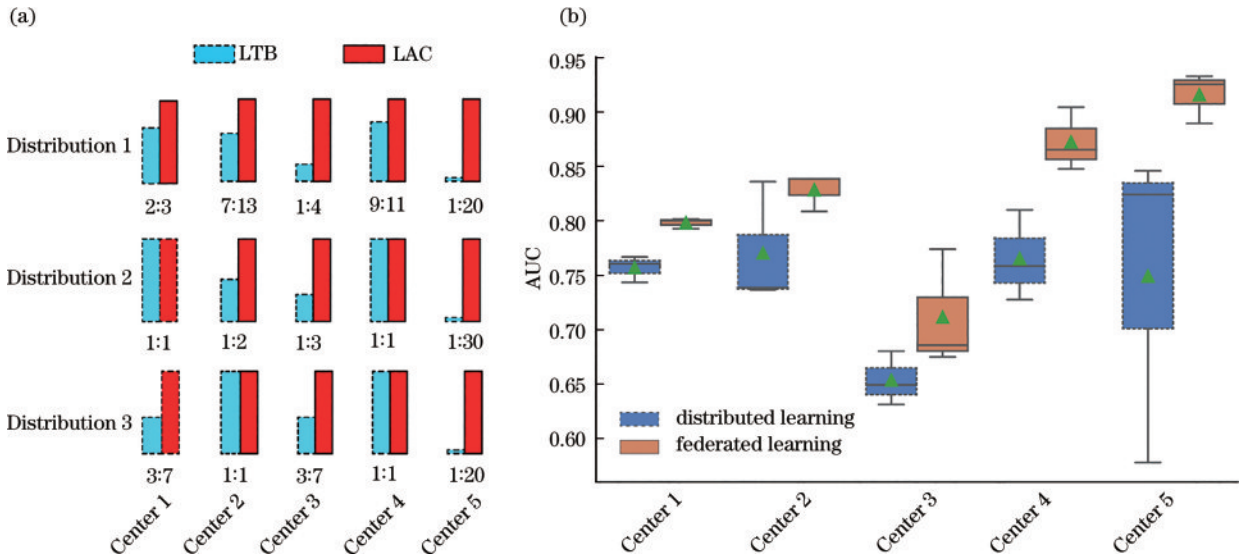 (a)
LTB
LAC
Distribution 1
2:3
7:13
1:4
9:11
1:20
Distribution 2
1:1
1:2
1:3
1:1
1:30
Distribution 3
3:7
1:1
3:7
1:1
1:20
Center 1
Center 2
Center 3
Center 4
Center 5
(b)
AUC
0.95
0.90
0.85
0.80
0.75
0.70
0.65
0.60
distributed learning
federated learning
Center 1
Center 2
Center 3
Center 4
Center 5